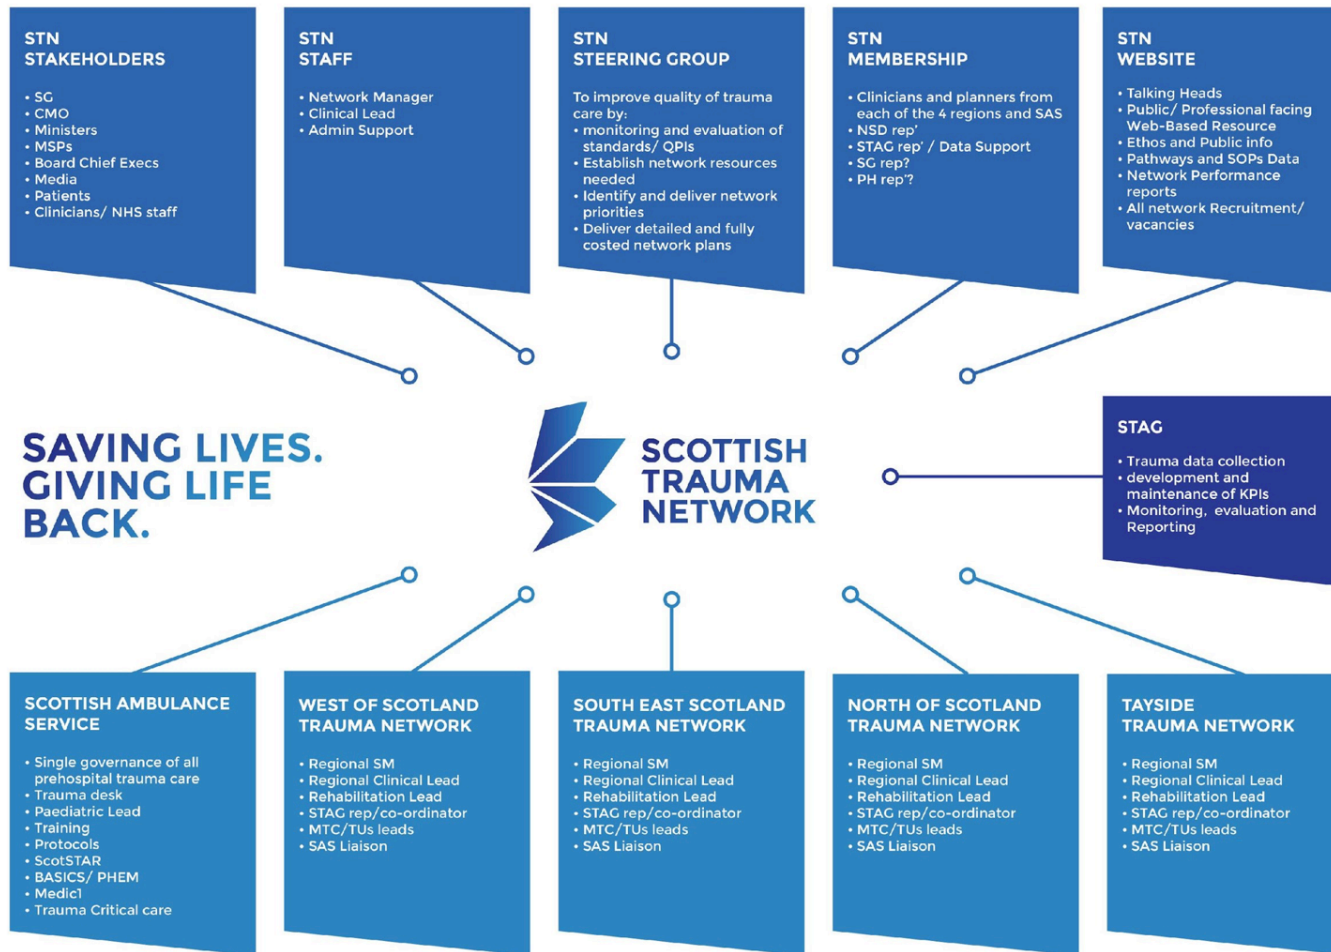 STN
STAKEHOLDERS
• SG
• CMO
• Ministers
• MSPs
• Board Chief Execs
• Media
• Patients
• Clinicians/ NHS staff
STN
STAFF
• Network Manager
• Clinical Lead
• Admin Support
STN
STEERING GROUP
To improve quality of trauma
care by:
• monitoring and evaluation of
standards/ QPIs
• Establish network resources
needed
• Identify and deliver network
priorities
• Deliver detailed and fully
costed network plans
STN
MEMBERSHIP
• Clinicians and planners from
each of the 4 regions and SAS
• NSD rep'
• STAG rep' / Data Support
• SG rep?
• PH rep'?
STN
WEBSITE
• Talking Heads
• Public/ Professional facing
Web-Based Resource
• Ethos and Public info
• Pathways and SOPs Data
• Network Performance
reports
• All network Recruitment/
vacancies
SAVING LIVES.
GIVING LIFE
BACK.
SCOTTISH
TRAUMA
NETWORK
STAG
• Trauma data collection
• development and
maintenance of KPIs
• Monitoring, evaluation and
Reporting
SCOTTISH AMBULANCE
SERVICE
• Single governance of all
prehospital trauma care
• Trauma desk
• Paediatric Lead
• Training
• Protocols
• ScotSTAR
• BASICS/ PHEM
• Medic1
• Trauma Critical care
WEST OF SCOTLAND
TRAUMA NETWORK
• Regional SM
• Regional Clinical Lead
• Rehabilitation Lead
• STAG rep/co-ordinator
• MTC/TUs leads
• SAS Liaison
SOUTH EAST SCOTLAND
TRAUMA NETWORK
• Regional SM
• Regional Clinical Lead
• Rehabilitation Lead
• STAG rep/co-ordinator
• MTC/TUs leads
• SAS Liaison
NORTH OF SCOTLAND
TRAUMA NETWORK
• Regional SM
• Regional Clinical Lead
• Rehabilitation Lead
• STAG rep/co-ordinator
• MTC/TUs leads
• SAS Liaison
TAYSIDE
TRAUMA NETWORK
• Regional SM
• Regional Clinical Lead
• Rehabilitation Lead
• STAG rep/co-ordinator
• MTC/TUs leads
• SAS Liaison